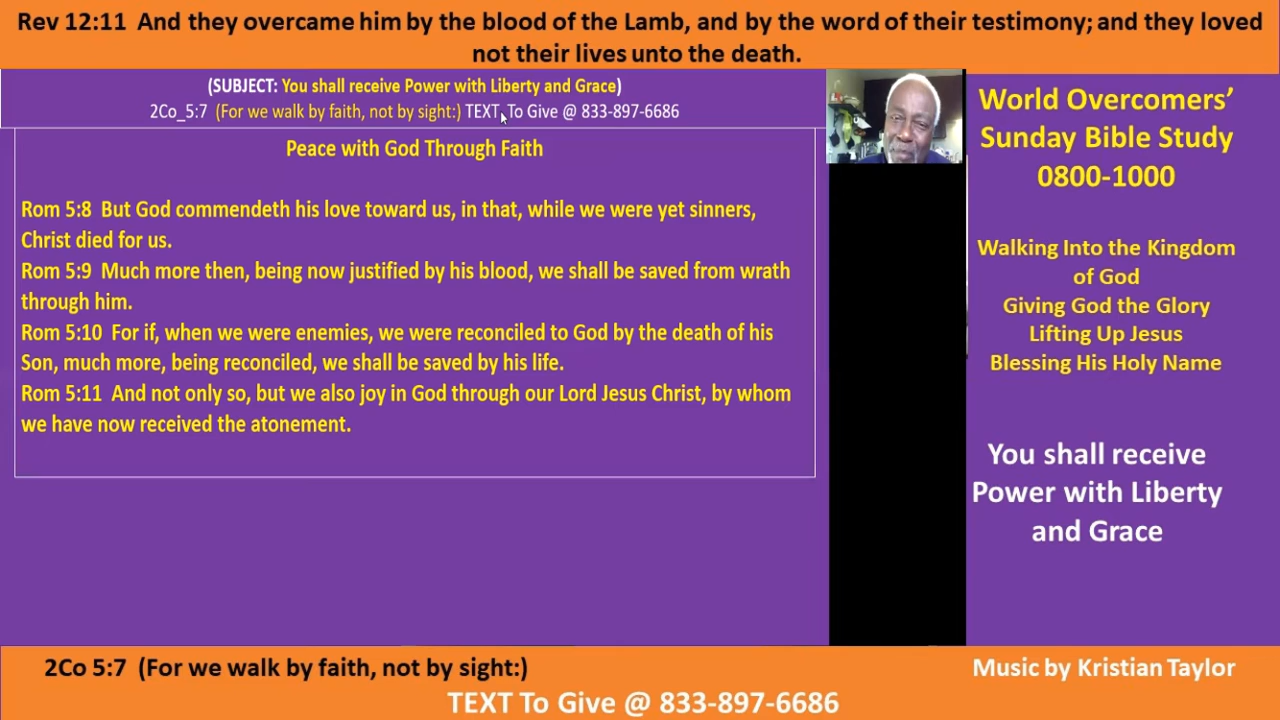 Rev 12:11 And they overcame him by the blood of the Lamb, and by the word of their testimony; and they loved
not their lives unto the death.
(SUBJECT: You shall receive Power with Liberty and Grace)
2Co_5:7 (For we walk by faith, not by sight:) TEXT To Give @ 833-897-6686
Peace with God Through Faith
Rom 5:8 But God commendeth his love toward us, in that, while we were yet sinners,
Christ died for us.
Rom 5:9 Much more then, being now justified by his blood, we shall be saved from wrath
through him.
Rom 5:10 For if, when we were enemies, we were reconciled to God by the death of his
Son, much more, being reconciled, we shall be saved by his life.
Rom 5:11 And not only so, but we also joy in God through our Lord Jesus Christ, by whom
we have now received the atonement.
World Overcomers’
Sunday Bible Study
0800-1000
Walking Into the Kingdom
of God
Giving God the Glory
Lifting Up Jesus
Blessing His Holy Name
You shall receive
Power with Liberty
and Grace
2Co 5:7 (For we walk by faith, not by sight:)
Music by Kristian Taylor
TEXT To Give @ 833-897-6686